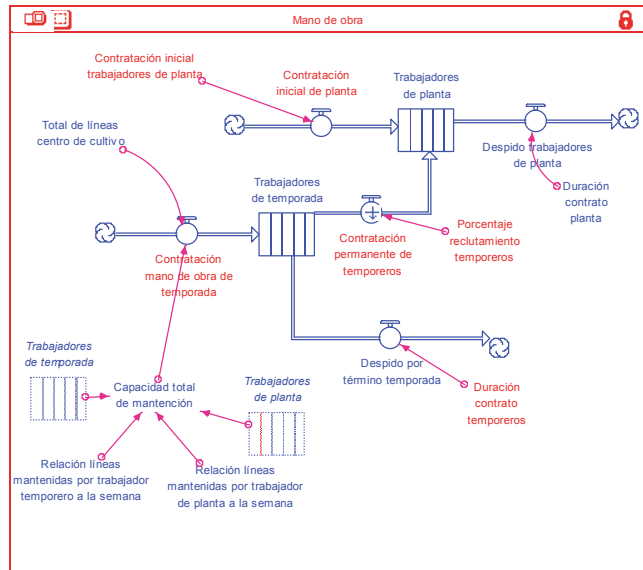 Mano de obra
Contratación inicial
trabajadores de planta
Contratación
inicial de planta
Trabajadores
de planta
Total de líneas
centro de cultivo
Despido trabajadores
de planta
Trabajadores
de temporada
Duración
contrato
planta
Contratación
mano de obra de
temporada
Contratación
permanente de
temporeros
Porcentaje
reclutamiento
temporeros
Trabajadores
de temporada
Capacidad total
de mantención
Trabajadores
de planta
Despido por
término temporada
Duración
contrato
temporeros
Relación líneas
mantenidas por trabajador
temporero a la semana
Relación líneas
mantenidas por trabajador
de planta a la semana